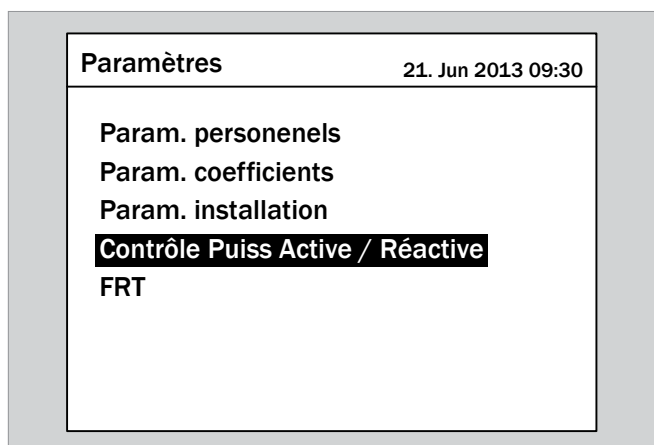 Paramètres
21. Jun 2013 09:30
Param. personenels
Param. coefficients
Param. installation
Contrôle Puiss Active / Réactive
FRT